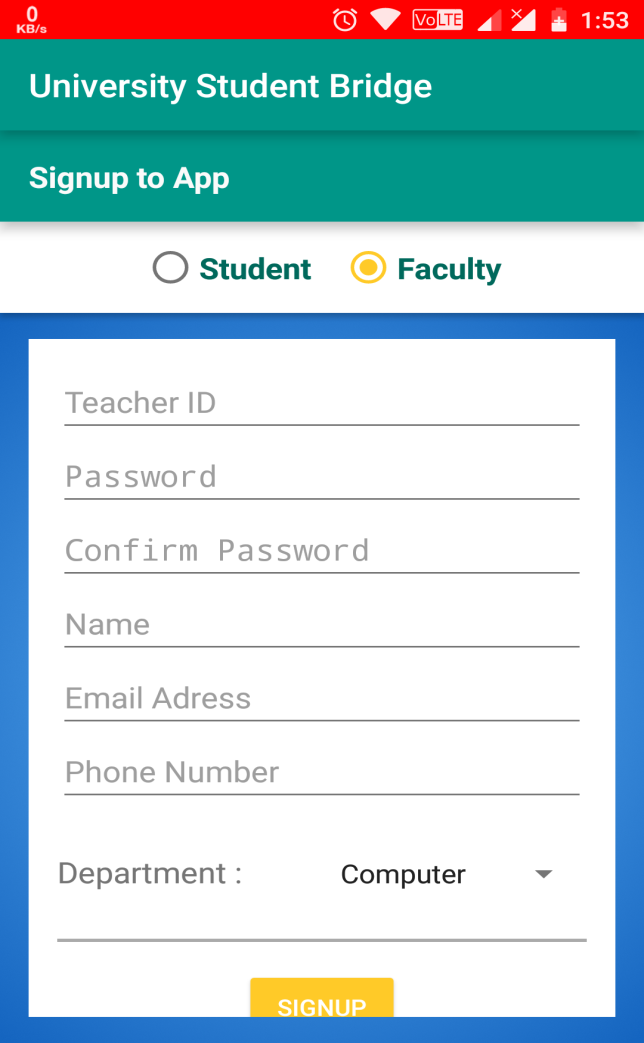 0
KB/s
VoLTE
1:53
University Student Bridge
Signup to App
Student Faculty
Teacher ID
Password
Confirm Password
Name
Email Adress
Phone Number
Department : Computer
SIGNUP